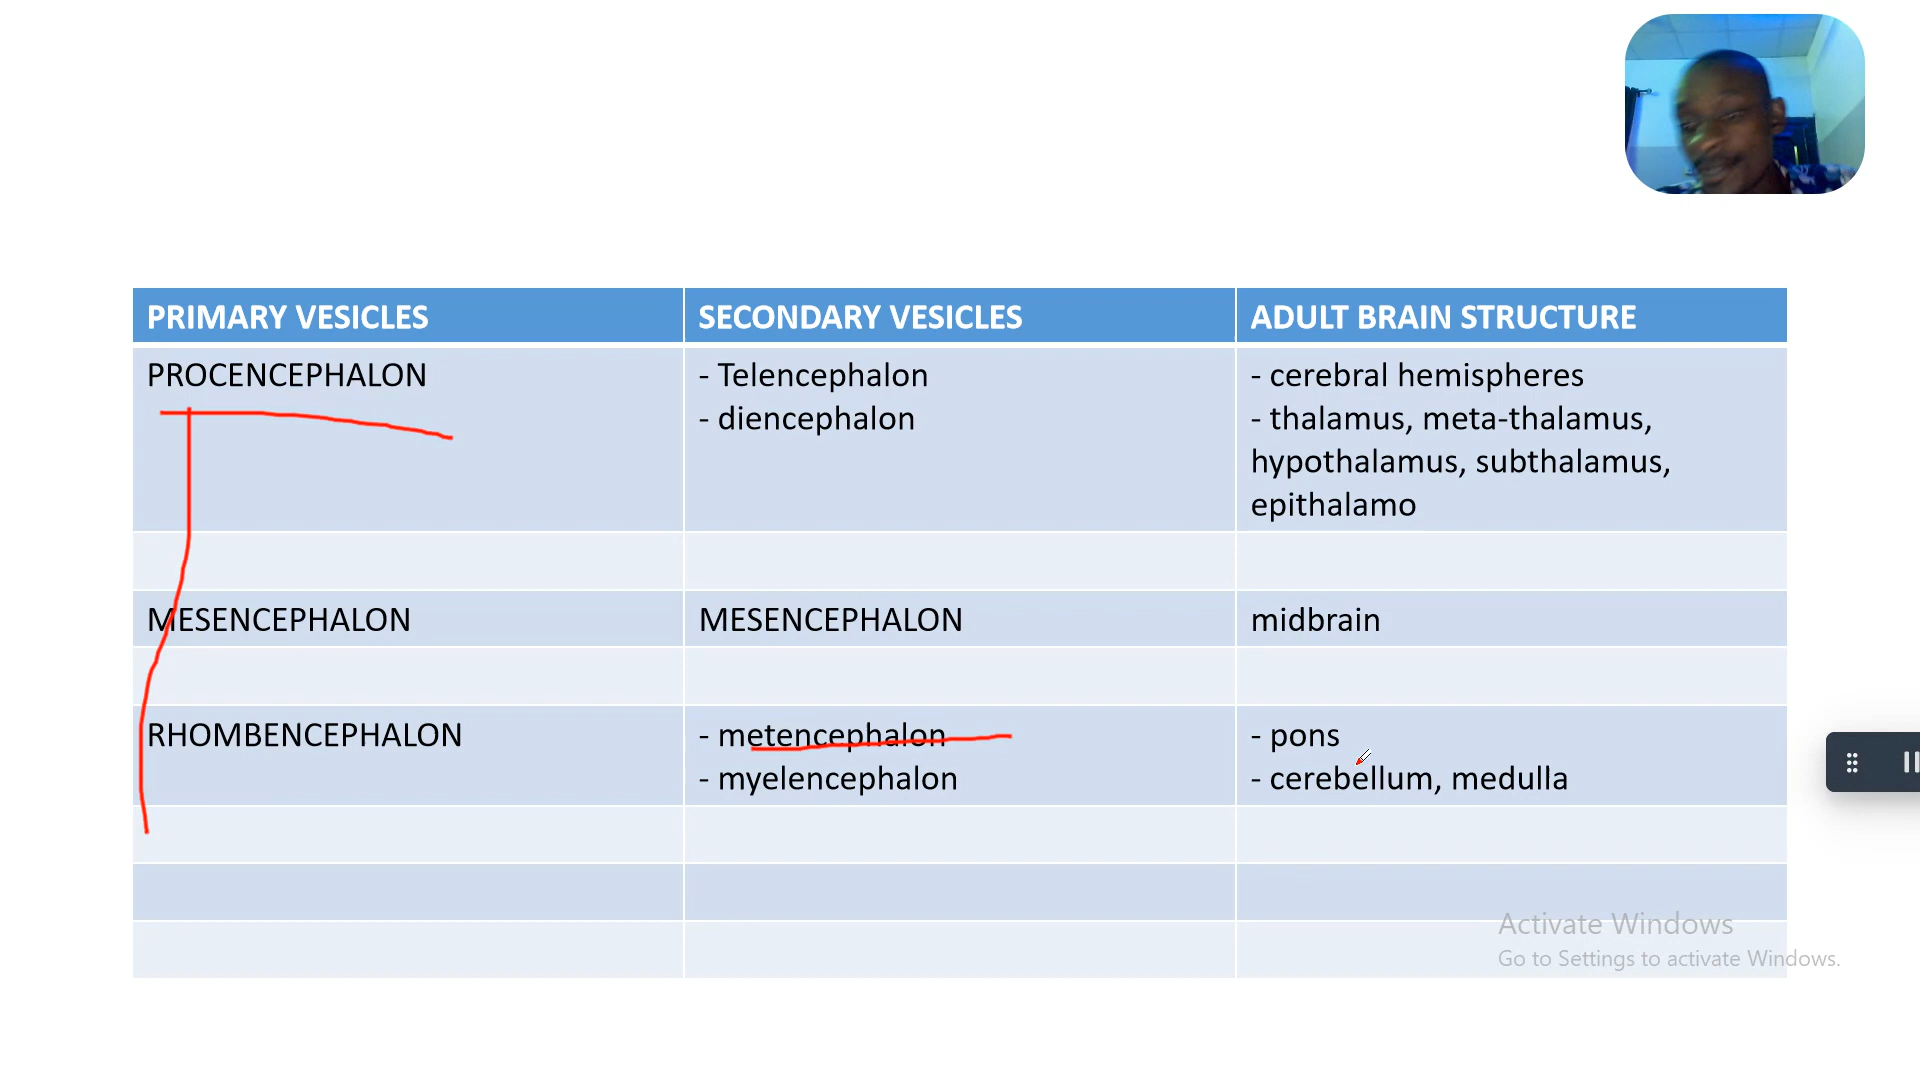 PRIMARY VESICLES
SECONDARY VESICLES
ADULT BRAIN STRUCTURE
PROCENCEPHALON
- Telencephalon
- diencephalon
- cerebral hemispheres
- thalamus, meta-thalamus,
hypothalamus, subthalamus,
epithalamo
MESENCEPHALON
MESENCEPHALON
midbrain
RHOMBENCEPHALON
- metencephalon
- myelencephalon
- pons
- cerebellum, medulla
Activate Windows
Go to Settings to activate Windows.